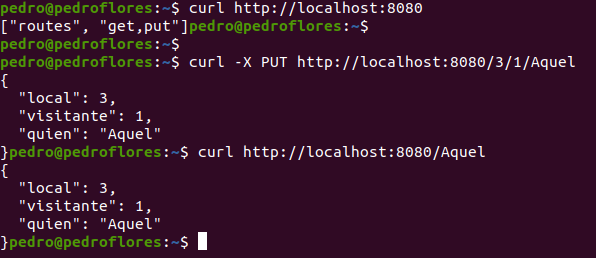 pedro@pedroflores:~$ curl http://localhost:8080
["routes", "get,put"]pedro@pedroflores:~$
pedro@pedroflores:~$
pedro@pedroflores:~$ curl -X PUT http://localhost:8080/3/1/Aquel
{
  "local": 3,
  "visitante": 1,
  "quien": "Aquel"
}pedro@pedroflores:~$ curl http://localhost:8080/Aquel
{
  "local": 3,
  "visitante": 1,
  "quien": "Aquel"
}pedro@pedroflores:~$